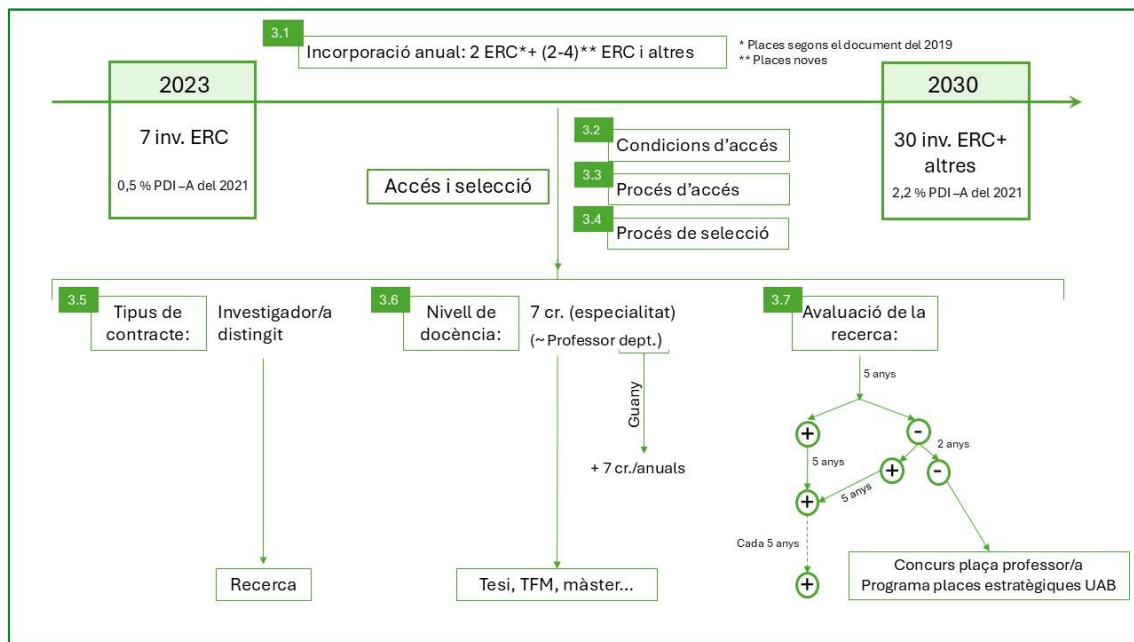 3.1
Incorporació anual: 2 ERC*+ (2-4)** ERC i altres
* Places segons el document del 2019
** Places noves
2023
7 inv. ERC
0,5 % PDI–A del 2021
2030
30 inv. ERC+
altres
2,2 % PDI–A del 2021
Accés i selecció
3.2
Condicions d’accés
3.3
Procés d’accés
3.4
Procés de selecció
3.5
Tipus de
contracte:
Investigador/a
distingit
Recerca
3.6
Nivell de
docència:
7 cr. (especialitat)
(~ Professor dept.)
Guany
+ 7 cr./anuals
Tesi, TFM, màster...
3.7
Avaluació de la
recerca:
5 anys
+
-
2 anys
5 anys
+
-
5 anys
+
Cada 5 anys
+
Concurs plaça professor/a
Programa places estratègiques UAB